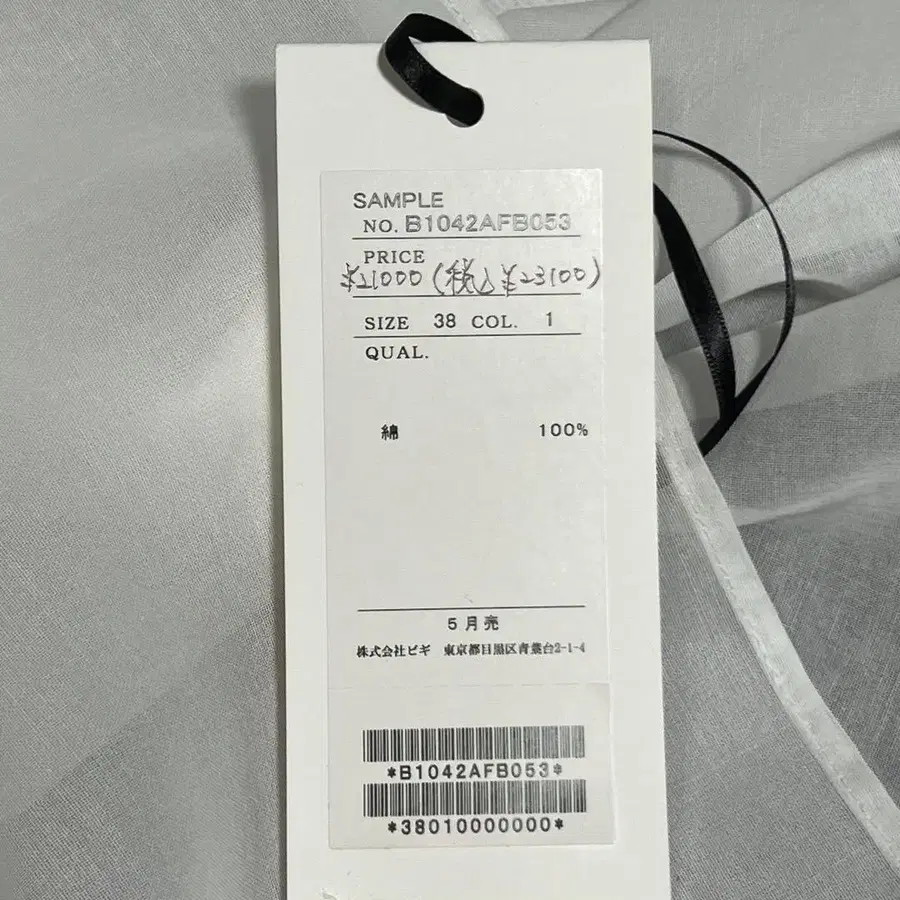 SAMPLE
NO. B1042AFB053
PRICE
¥21000 (税込¥23100)
SIZE 38 COL. 1
QUAL.
綿 100%
5月売
株式会社ビギ 東京都目黒区青葉台2-1-4
*B1042AFB053*
*38010000000*